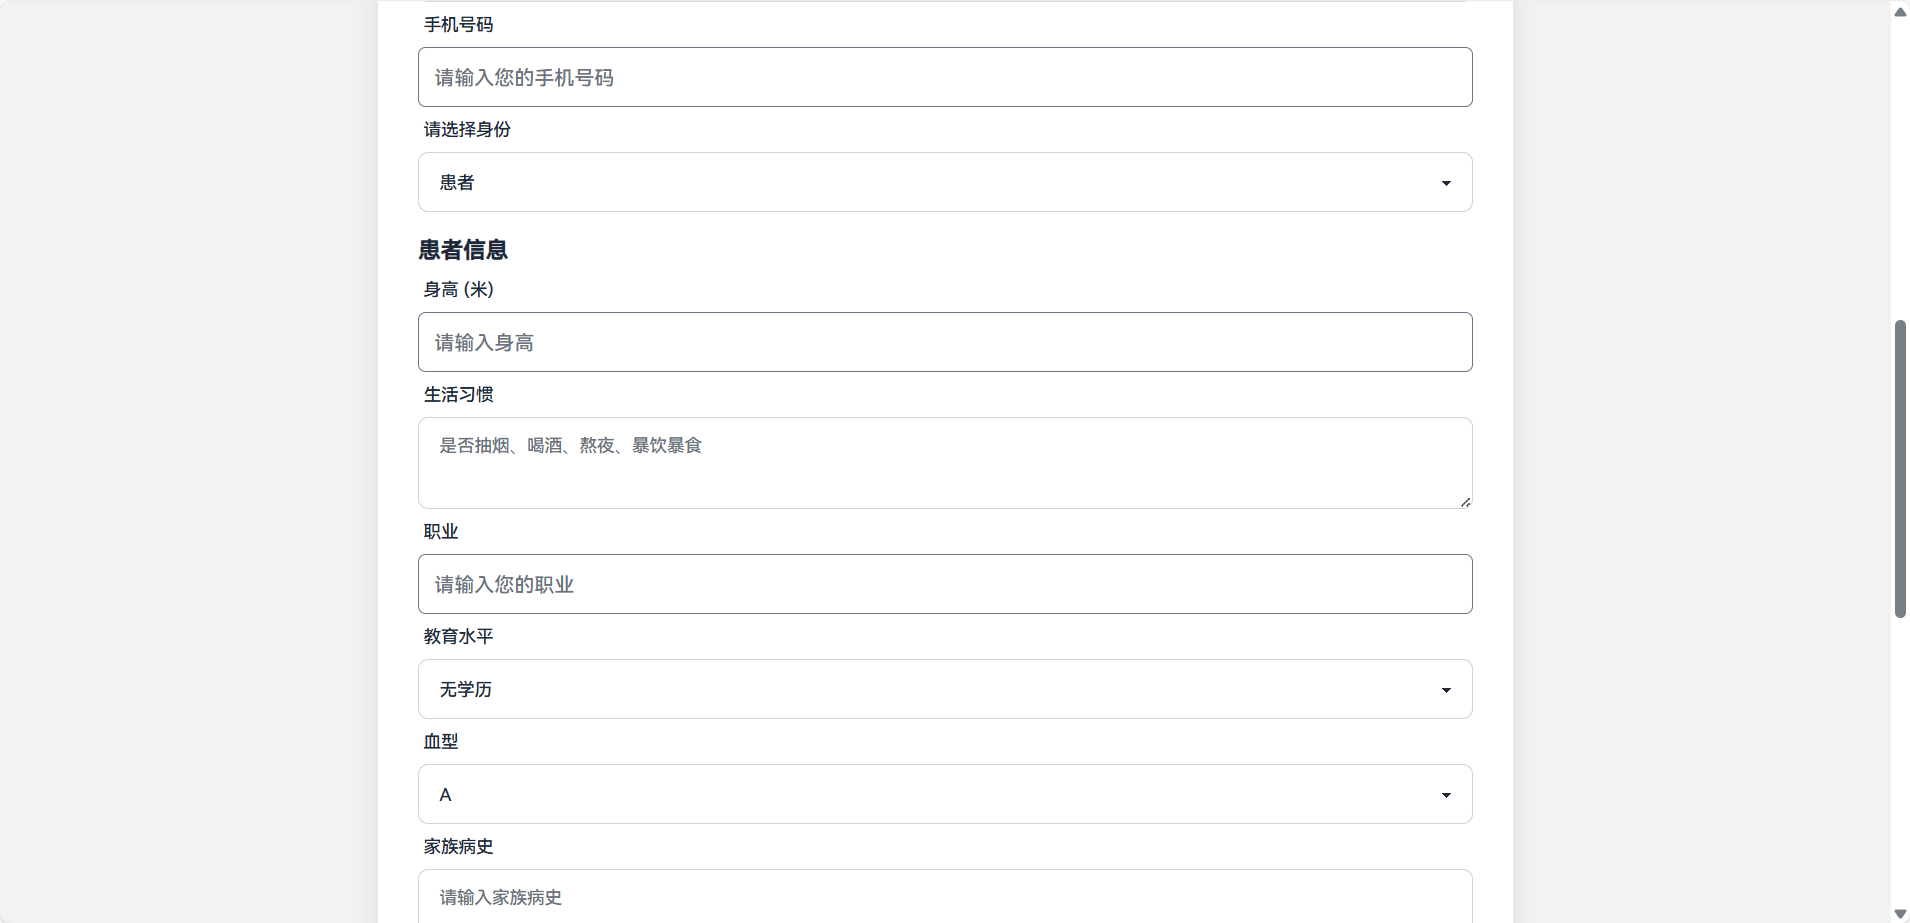 手机号码
请输入您的手机号码
请选择身份
患者
患者信息
身高 (米)
请输入身高
生活习惯
是否抽烟、喝酒、熬夜、暴饮暴食
职业
请输入您的职业
教育水平
无学历
血型
A
家族病史
请输入家族病史